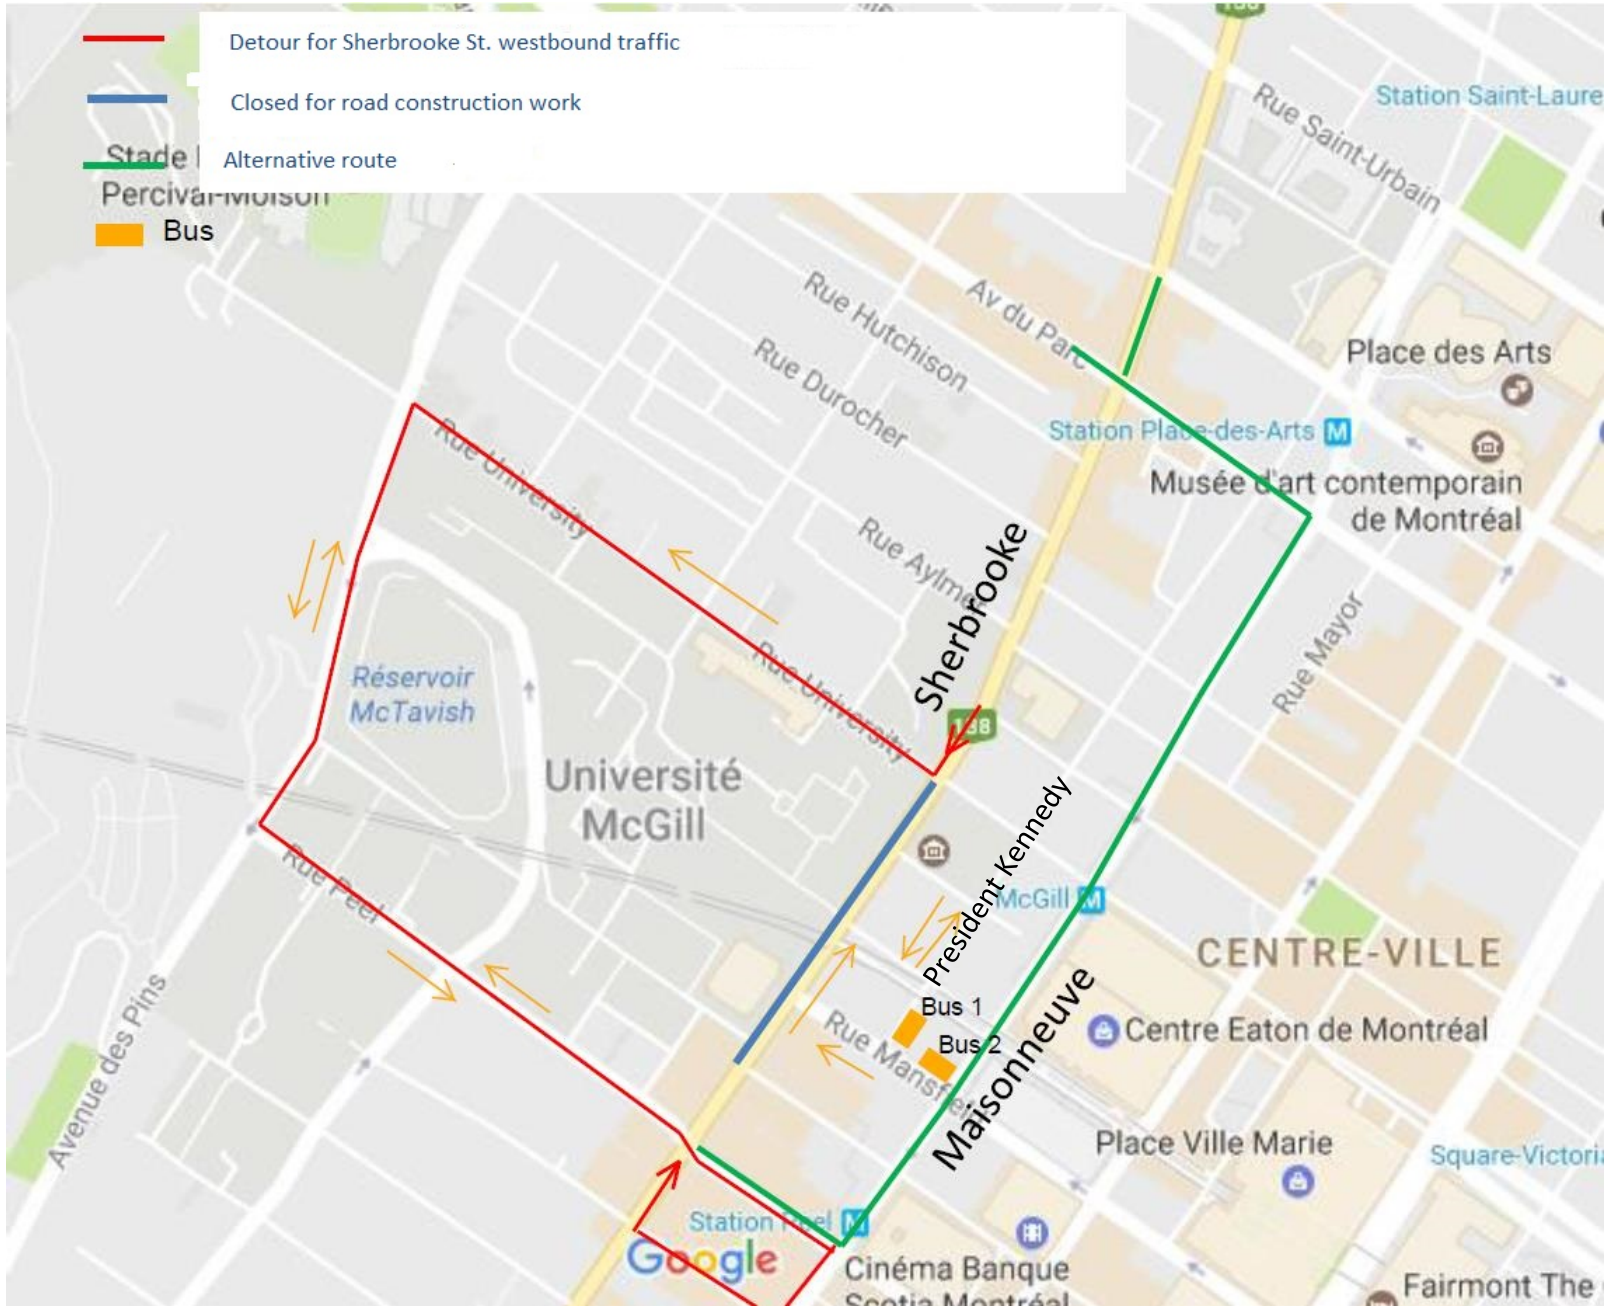 Detour for Sherbrooke St. westbound traffic
Closed for road construction work
Alternative route
Stade
Percival-Molson
Bus
Station Saint-Laure
Rue Saint-Urbain
Av du Parc
Rue Hutchison
Rue Durocher
Place des Arts
Station Place-des-Arts M
Musée d'art contemporain
de Montréal
Rue University
Rue Aylmer
Sherbrooke
Rue Mayor
Rue University
138
Réservoir
McTavish
Université
McGill
President Kennedy
McGill M
Rue Peel
CENTRE-VILLE
Avenue des Pins
Bus 1
Bus 2
Rue Mansfield
Maisonneuve
Centre Eaton de Montréal
Place Ville Marie
Square-Victoria
Station Peel M
Google
Cinéma Banque
Scotia Montréal
Fairmont The